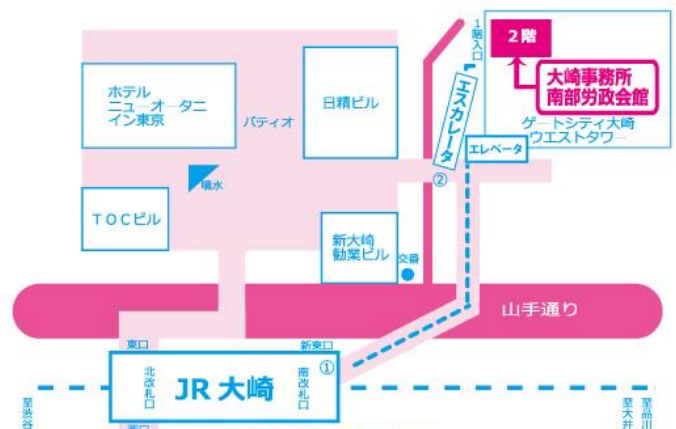 1階入口
2階
大崎事務所
南部労政会館
ゲートシティ大崎
ウエストタワー
エスカレータ
エレベータ
②
ホテル
ニューオータニ
イン東京
パティオ
日精ビル
噴水
TOCビル
新大崎
勧業ビル
交番
山手通り
東口
新東口
①
北改札口
JR 大崎
南改札口
至渋谷
至大井
至品川